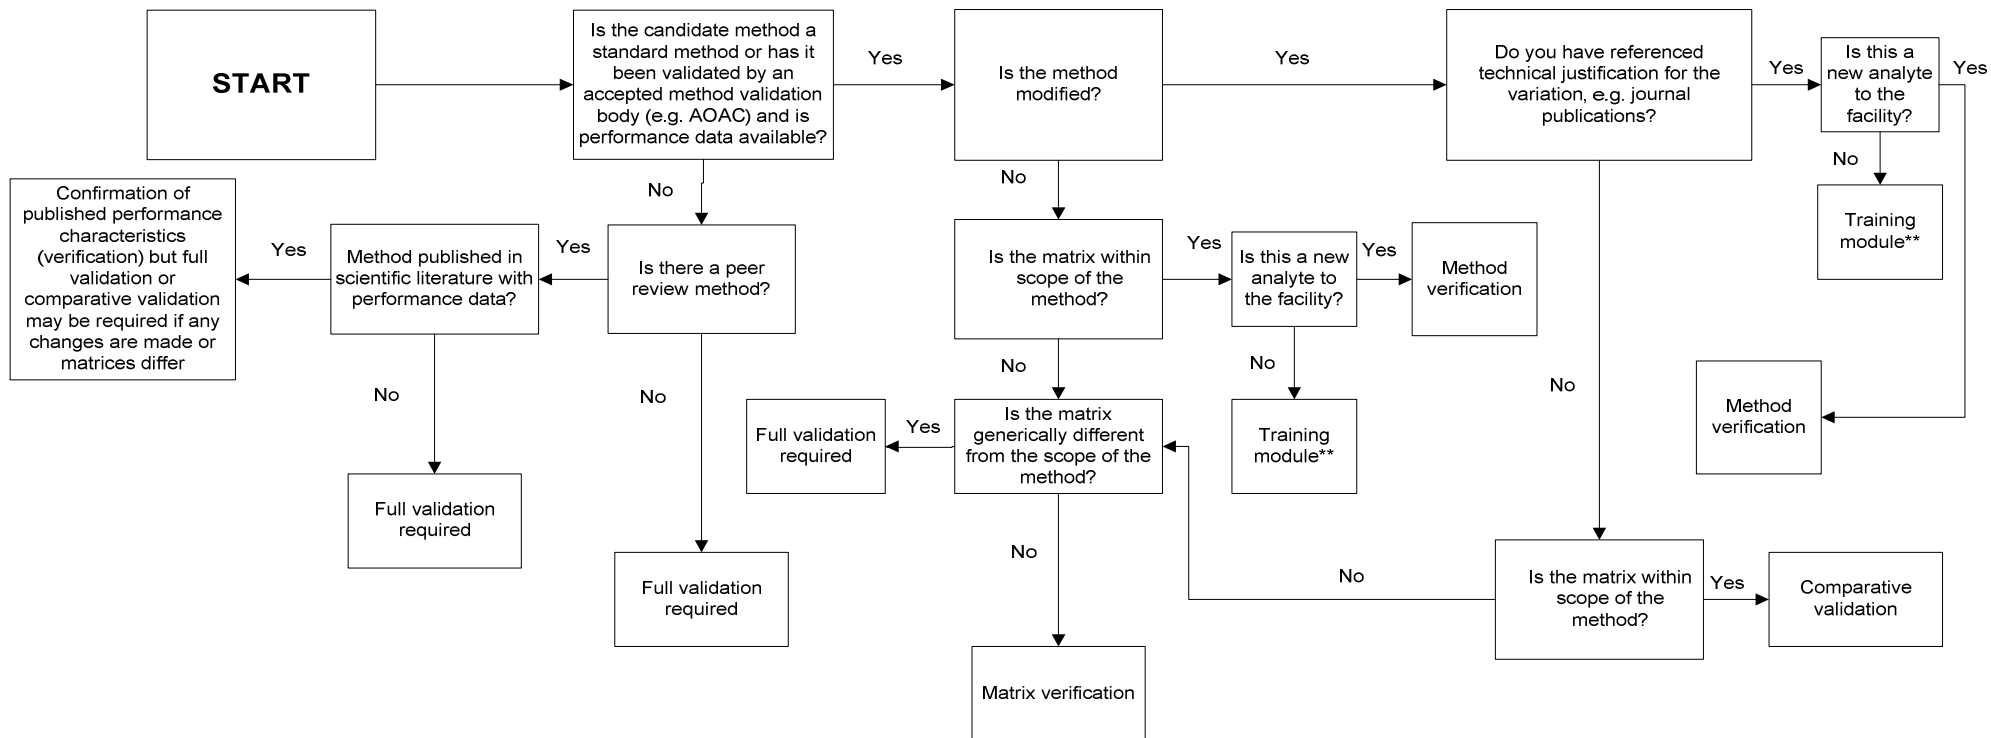 START
Is the candidate method a
standard method or has it
been validated by an
accepted method validation
body (e.g. AOAC) and is
performance data available?
Yes
Is the method
modified?
Yes
Do you have referenced
technical justification for the
variation, e.g. journal
publications?
Yes
Is this a
new analyte
to the
facility?
Yes
No
Training
module**
Method
verification
No
No
No
Confirmation of
published performance
characteristics
(verification) but full
validation or
comparative validation
may be required if any
changes are made or
matrices differ
Yes
Method published in
scientific literature with
performance data?
Yes
Is there a peer
review method?
Is the matrix within
scope of the
method?
Yes
Is this a new
analyte to
the facility?
Yes
Method
verification
No
No
No
No
Full validation
required
Yes
Is the matrix
generically different
from the scope of the
method?
Training
module**
Full validation
required
Full validation
required
No
Matrix verification
No
Is the matrix within
scope of the
method?
Yes
Comparative
validation